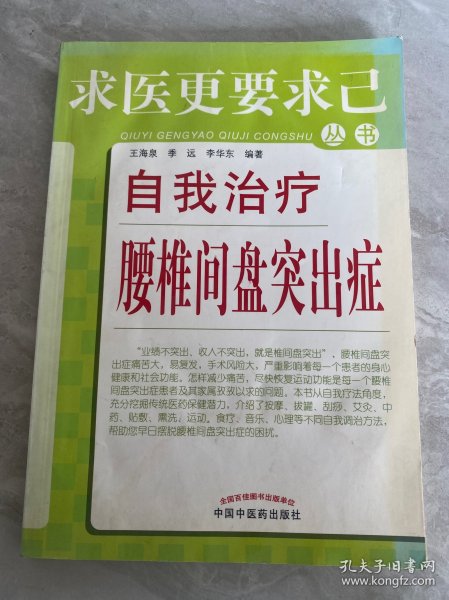 求医更要求己
QIUYI GENGYAO QIUJI CONGSHU
丛书
王海泉 季 远 李华东 编著
自我治疗
腰椎间盘突出症
“业绩不突出、收入不突出，就是椎间盘突出”，腰椎间盘突
出症痛苦大，易复发，手术风险大，严重影响着每一个患者的身心
健康和社会功能。怎样减少痛苦，尽快恢复运动功能是每一个腰椎
间盘突出症患者及其家属孜孜以求的问题。本书从自我疗法角度，
充分挖掘传统医药保健潜力，介绍了按摩、拔罐、刮痧、艾灸、中
药、贴敷、熏洗、运动、食疗、音乐、心理等不同自我调治方法，
帮助您早日摆脱腰椎间盘突出症的困扰。
全国百佳图书出版单位
中国中医药出版社
孔夫子旧书网
www.kongfz.com